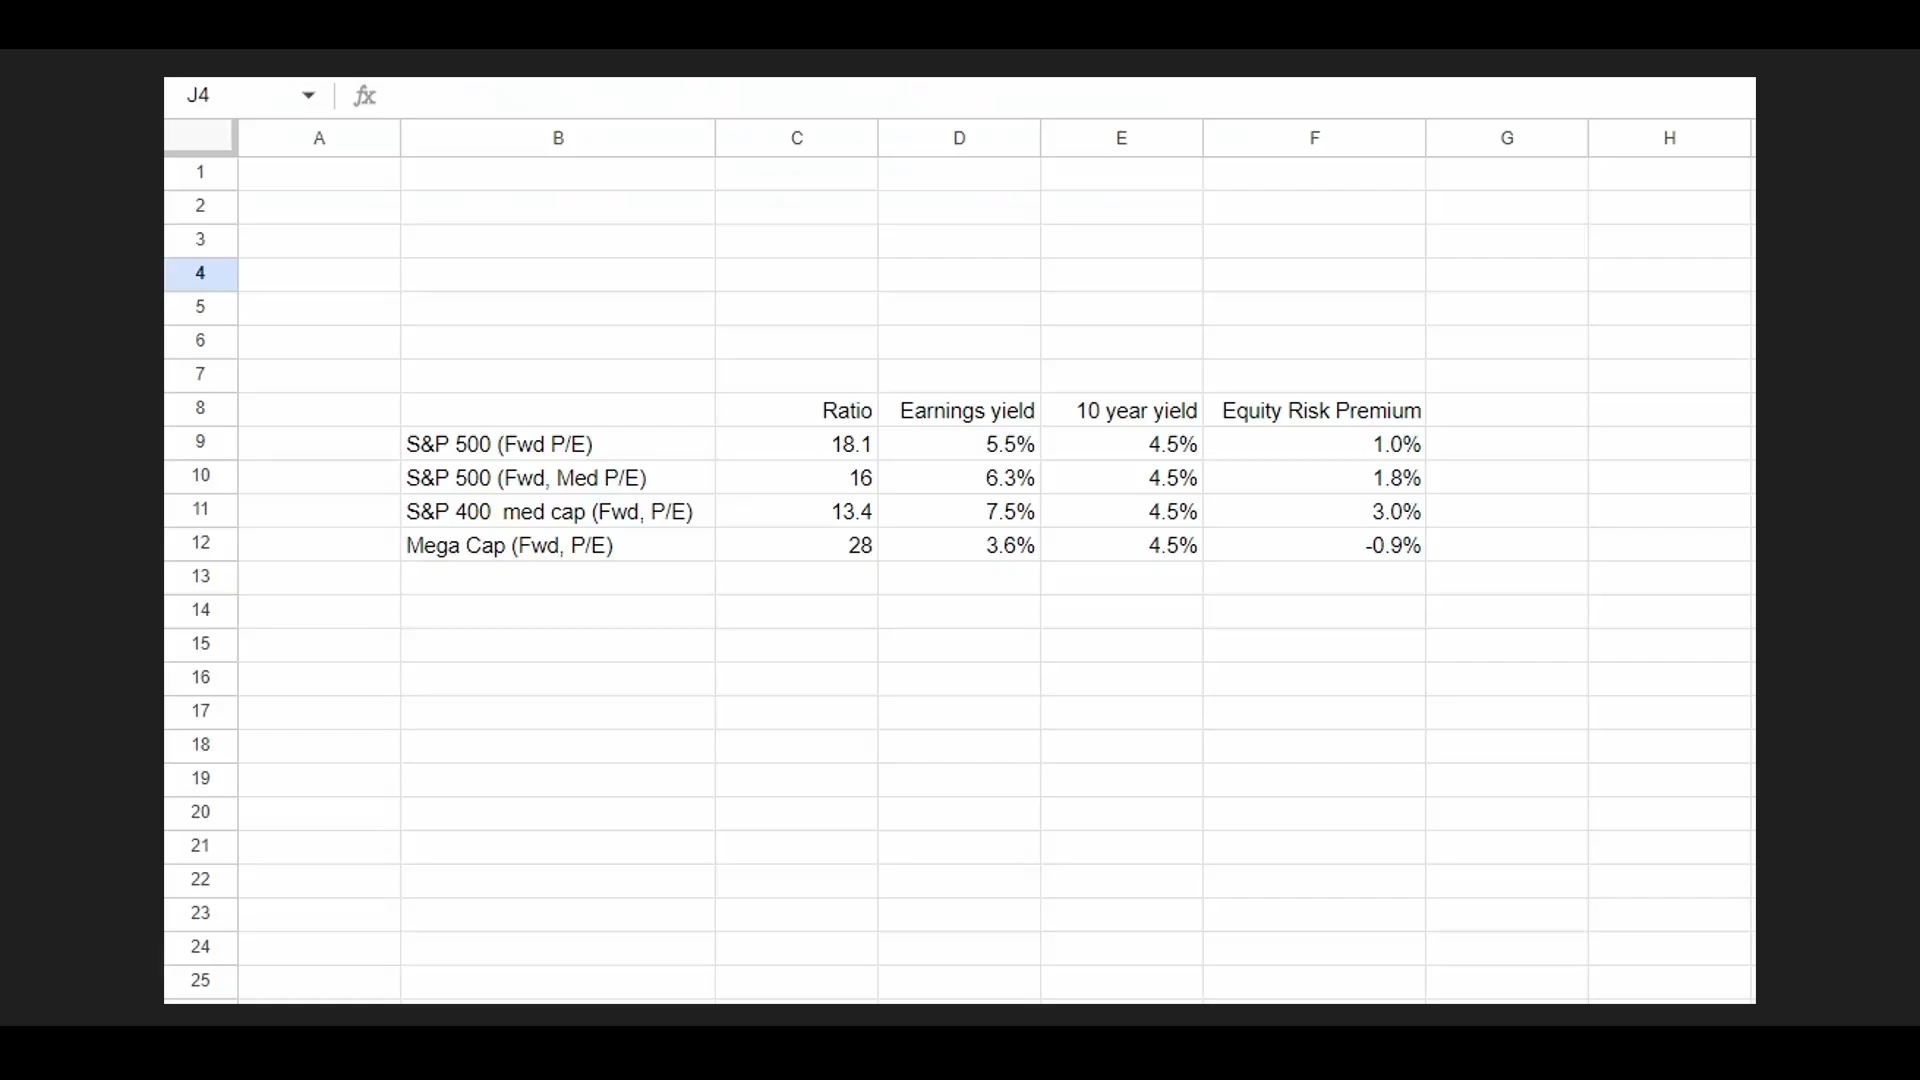 J4 fx
A B C D E F G H
1
2
3
4
5
6
7
8 Ratio Earnings yield 10 year yield Equity Risk Premium
9 S&P 500 (Fwd P/E) 18.1 5.5% 4.5% 1.0%
10 S&P 500 (Fwd, Med P/E) 16 6.3% 4.5% 1.8%
11 S&P 400  med cap (Fwd, P/E) 13.4 7.5% 4.5% 3.0%
12 Mega Cap (Fwd, P/E) 28 3.6% 4.5% -0.9%
13
14
15
16
17
18
19
20
21
22
23
24
25